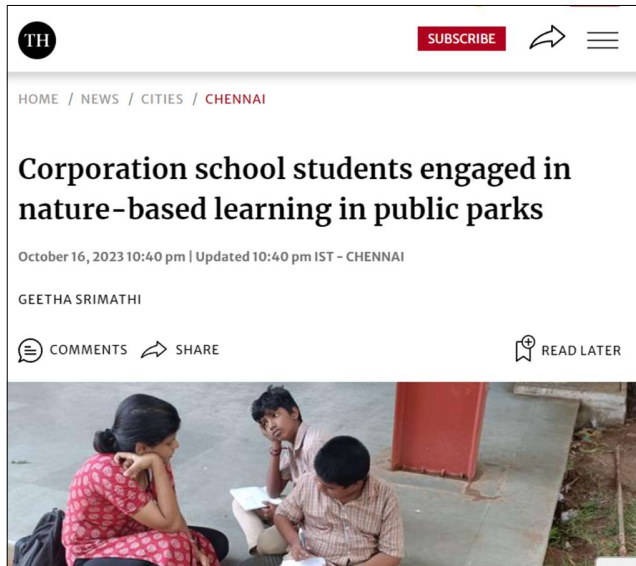 TH
SUBSCRIBE
HOME / NEWS / CITIES / CHENNAI
Corporation school students engaged in
nature-based learning in public parks
October 16, 2023 10:40 pm | Updated 10:40 pm IST - CHENNAI
GEETHA SRIMATHI
COMMENTS SHARE READ LATER